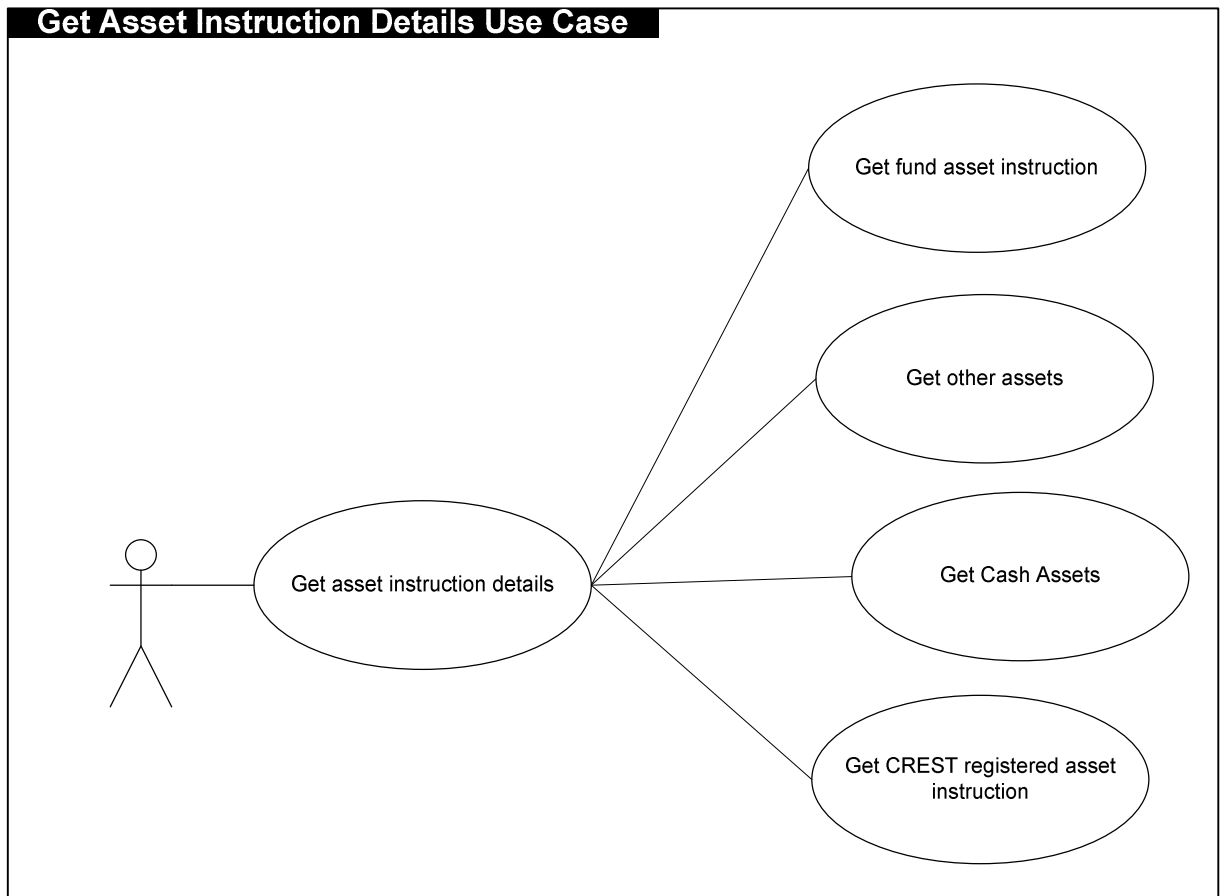 Get Asset Instruction Details Use Case
Get fund asset instruction
Get other assets
Get asset instruction details
Get Cash Assets
Get CREST registered asset
instruction